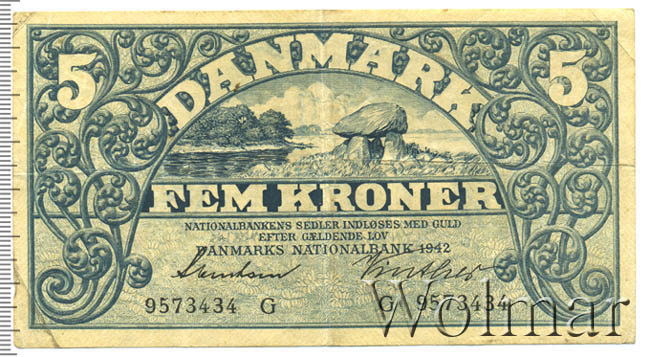 5 DANMARK 5
FEM KRONER
NATIONALBANKENS SEDLER INDLØSES MED GULD
EFTER GÆLDENDE LOV
DANMARKS NATIONALBANK 1942
9573434 G G 9573434
Wolmar